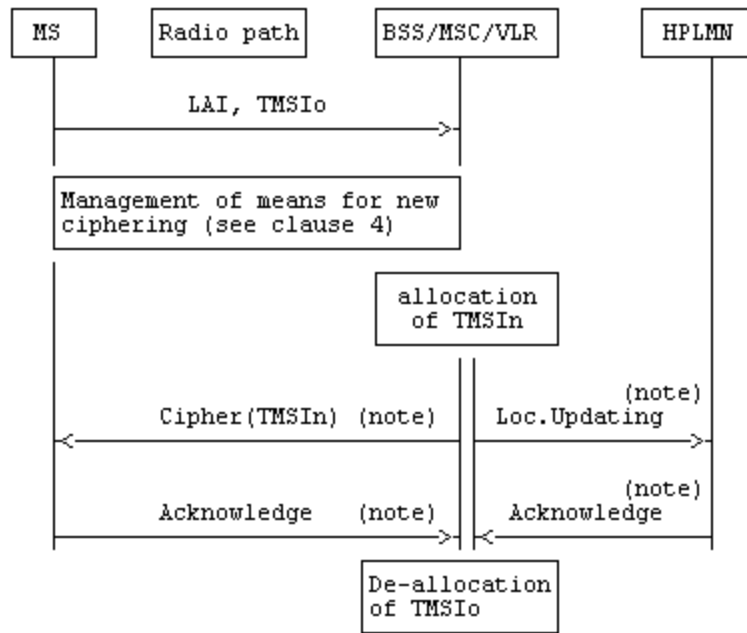 MS
Radio path
BSS/MSC/VLR
HPLMN
LAI, TMSIo
Management of means for new
ciphering (see clause 4)
allocation
of TMSIn
(note)
Cipher(TMSIn) (note)
Loc.Updating
(note)
Acknowledge (note)
Acknowledge
De-allocation
of TMSIo